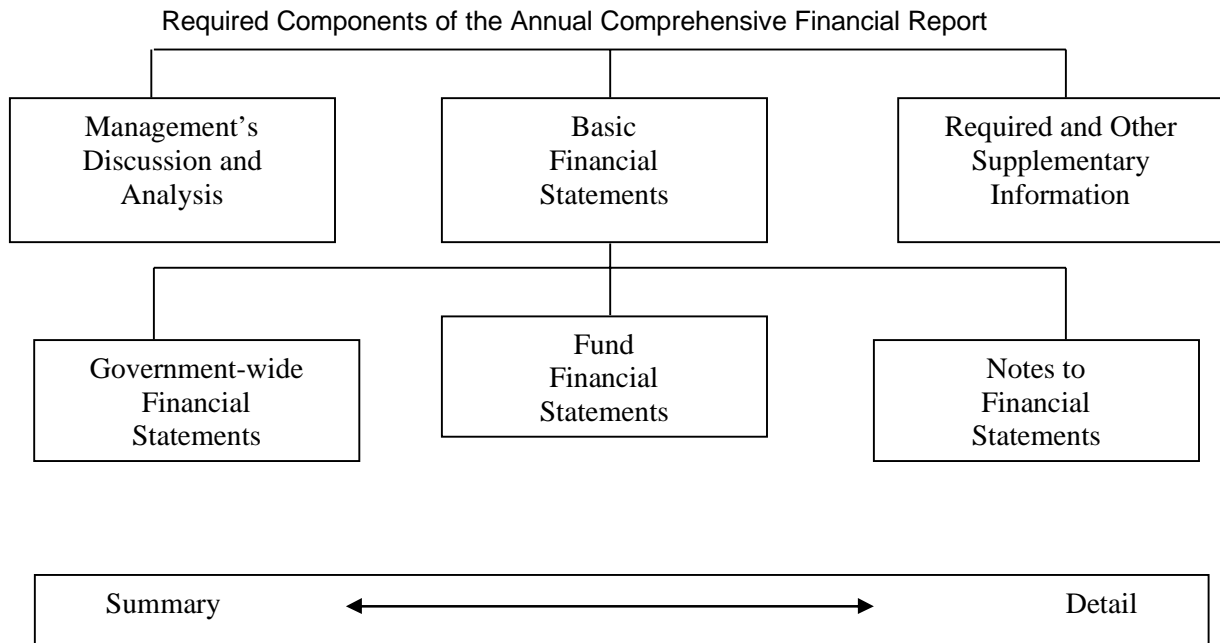 Required Components of the Annual Comprehensive Financial Report
Management’s
Discussion and
Analysis
Basic
Financial
Statements
Required and Other
Supplementary
Information
Government-wide
Financial
Statements
Fund
Financial
Statements
Notes to
Financial
Statements
Summary
Detail